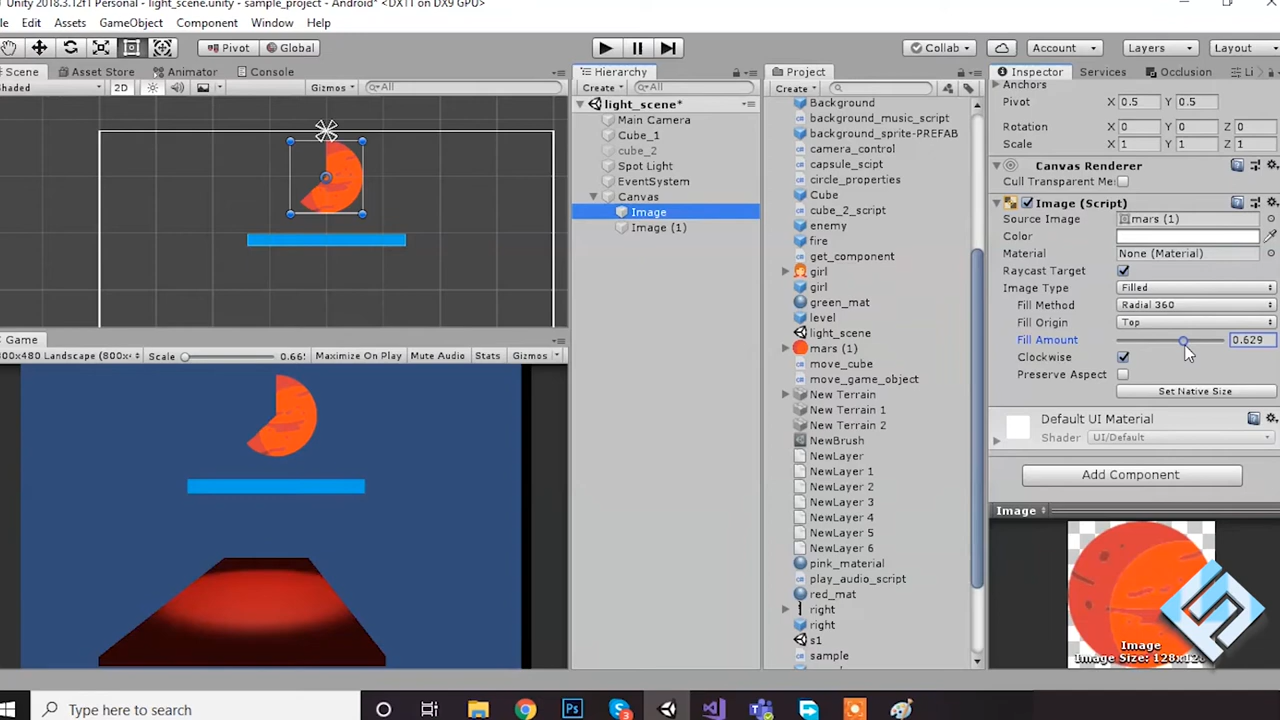 Unity 2018.3.12f1 Personal - light_scene.unity - sample_project - Android* <DX11 on DX9 GPU>
Edit Assets GameObject Component Window Help
Pivot Global Collab Account Layers Layout
Scene Asset Store Animator Console
2D Gizmos All
Game
Landscape Scale 0.66 Maximize On Play Mute Audio Stats Gizmos
Hierarchy
Create All
light_scene*
Main Camera
Cube_1
cube_2
Spot Light
EventSystem
Canvas
Image
Image (1)
Project
Create
Background
background_music_script
background_sprite-PREFAB
camera_control
capsule_scipt
circle_properties
Cube
cube_2_script
enemy
fire
get_component
girl
girl
green_mat
level
light_scene
mars (1)
move_cube
move_game_object
New Terrain
New Terrain 1
New Terrain 2
NewBrush
NewLayer
NewLayer 1
NewLayer 2
NewLayer 3
NewLayer 4
NewLayer 5
NewLayer 6
pink_material
play_audio_script
red_mat
right
right
s1
sample
Inspector Services Occlusion Li
Anchors
Pivot X 0.5 Y 0.5
Rotation X 0 Y 0 Z 0
Scale X 1 Y 1 Z 1
Canvas Renderer
Cull Transparent Me
Image (Script)
Source Image mars (1)
Color
Material None (Material)
Raycast Target
Image Type Filled
Fill Method Radial 360
Fill Origin Top
Fill Amount 0.629
Clockwise
Preserve Aspect
Set Native Size
Default UI Material
Shader UI/Default
Add Component
Image
Image
Type here to search